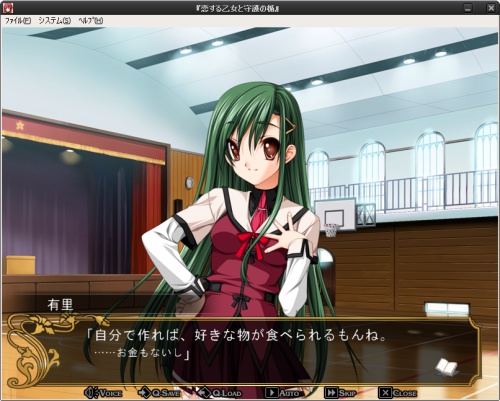 『恋する乙女と守護の楯』
ファイル(F) システム(S) ヘルプ(H)
有里
「自分で作れば、好きな物が食べられるもんね。
……お金もないし」
VOICE Q-SAVE Q-LOAD AUTO SKIP CLOSE